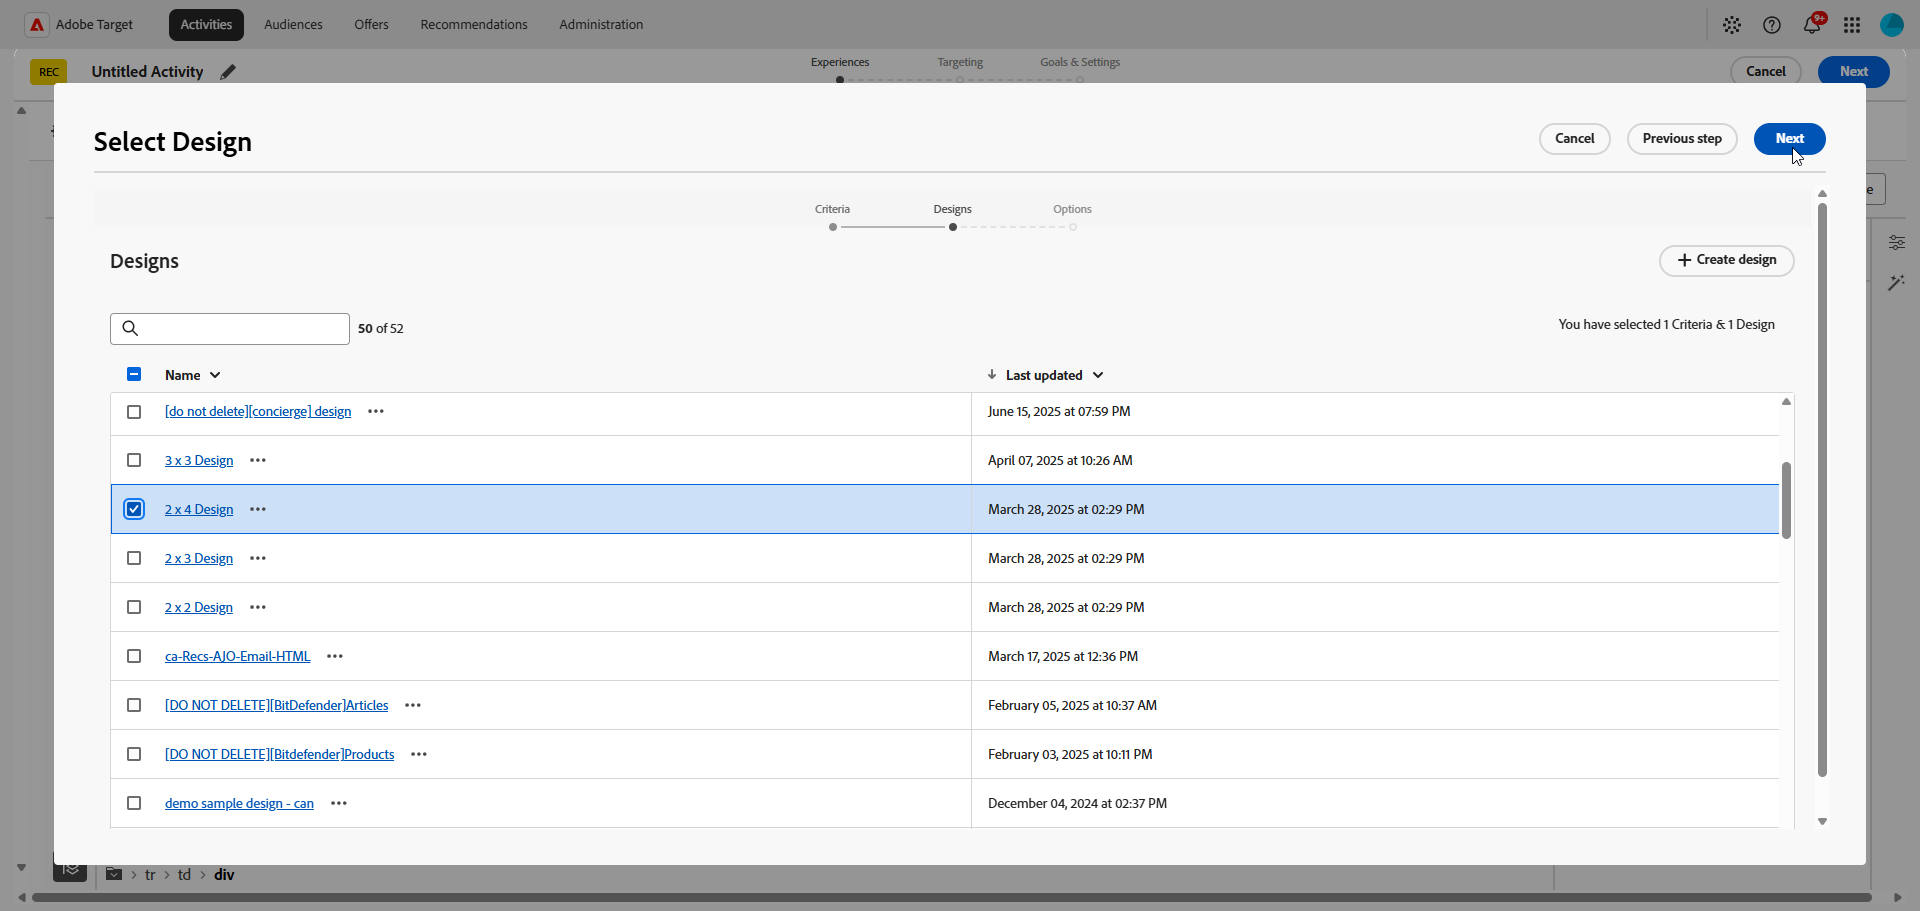 Adobe Target
Activities
Audiences
Offers
Recommendations
Administration
9+
REC
Untitled Activity
Experiences
Targeting
Goals & Settings
Cancel
Next
Select Design
Cancel
Previous step
Next
Criteria
Designs
Options
Designs
Create design
50 of 52
You have selected 1 Criteria & 1 Design
Name
Last updated
[do not delete][concierge] design
June 15, 2025 at 07:59 PM
3 x 3 Design
April 07, 2025 at 10:26 AM
2 x 4 Design
March 28, 2025 at 02:29 PM
2 x 3 Design
March 28, 2025 at 02:29 PM
2 x 2 Design
March 28, 2025 at 02:29 PM
ca-Recs-AJO-Email-HTML
March 17, 2025 at 12:36 PM
[DO NOT DELETE][BitDefender]Articles
February 05, 2025 at 10:37 AM
[DO NOT DELETE][Bitdefender]Products
February 03, 2025 at 10:11 PM
demo sample design - can
December 04, 2024 at 02:37 PM
> tr > td > div